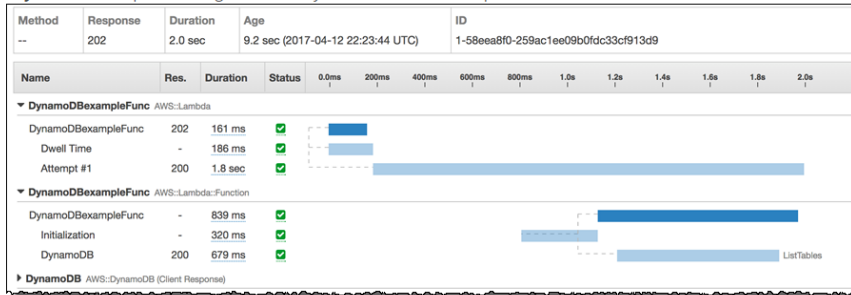 Method Response Duration Age ID
-- 202 2.0 sec 9.2 sec (2017-04-12 22:23:44 UTC) 1-58eea8f0-259ac1ee09b0fdc33cf913d9
Name Res. Duration Status 0.0ms 200ms 400ms 600ms 800ms 1.0s 1.2s 1.4s 1.6s 1.8s 2.0s
DynamoDBexampleFunc AWS::Lambda
DynamoDBexampleFunc 202 161 ms
Dwell Time - 186 ms
Attempt #1 200 1.8 sec
DynamoDBexampleFunc AWS::Lambda::Function
DynamoDBexampleFunc - 839 ms
Initialization - 320 ms
DynamoDB 200 679 ms ListTables
DynamoDB AWS::DynamoDB (Client Response)